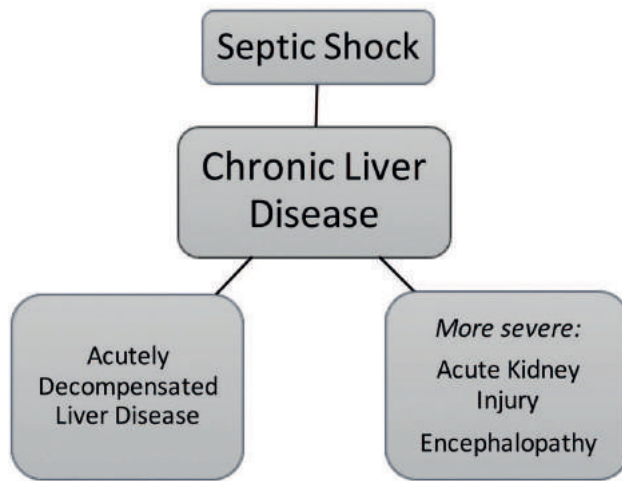 Septic Shock
Chronic Liver
Disease
Acutely
Decompensated
Liver Disease
More severe:
Acute Kidney
Injury
Encephalopathy